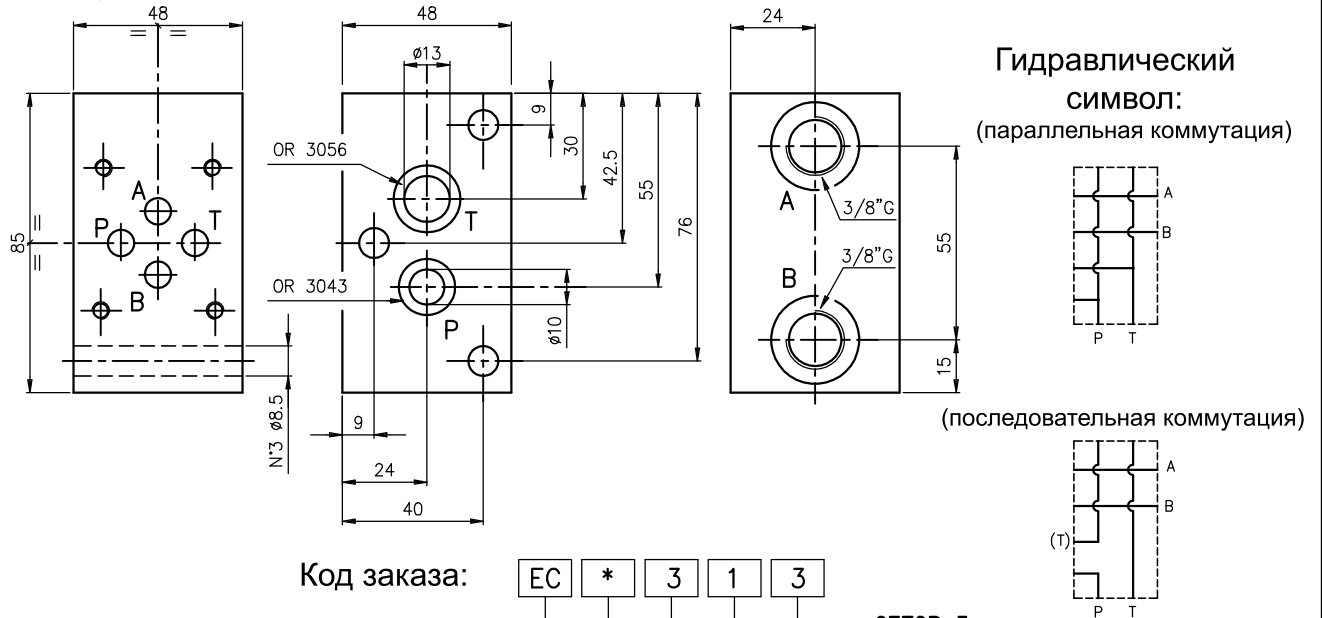 48
48
24
ø13
9
30
42.5
55
76
OR 3056
OR 3043
A
P
T
B
85
T
P
ø10
N°3 ø8.5
9
24
40
A
3/8"G
B
3/8"G
55
15
Гидравлический
символ:
(параллельная коммутация)
A
B
P T
(последовательная коммутация)
A
B
(T)
P T
Код заказа: EC * 3 1 3